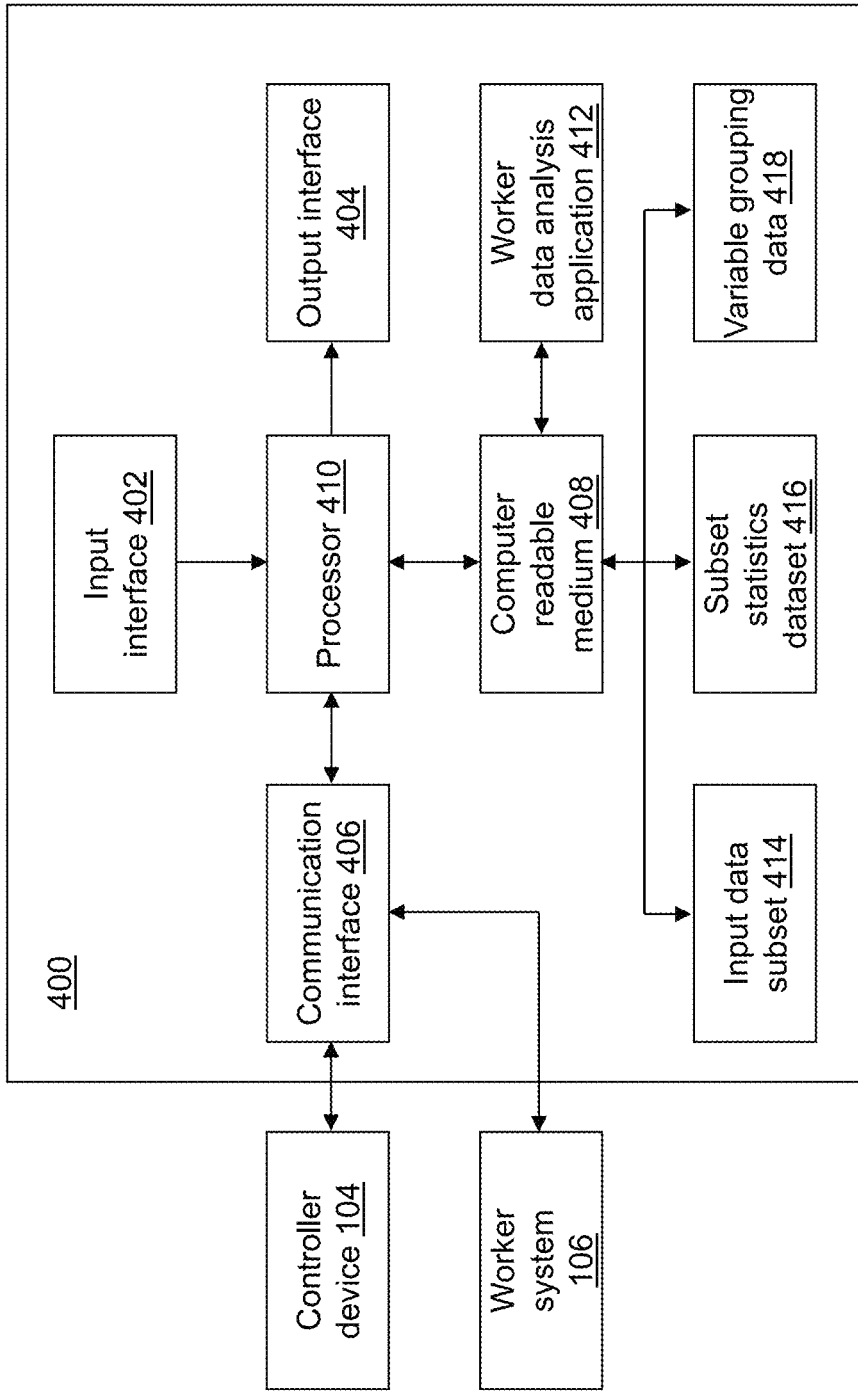 400
Input
interface 402
Controller
device 104
Communication
interface 406
Processor 410
Output interface
404
Worker
system
106
Computer
readable
medium 408
Worker
data analysis
application 412
Input data
subset 414
Subset
statistics
dataset 416
Variable grouping
data 418